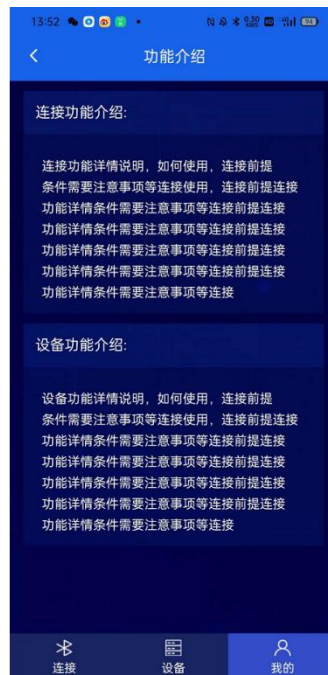 13:52
功能介绍
连接功能介绍:
连接功能详情说明，如何使用，连接前提
条件需要注意事项等连接使用，连接前提连接
功能详情条件需要注意事项等连接前提连接
功能详情条件需要注意事项等连接前提连接
功能详情条件需要注意事项等连接前提连接
功能详情条件需要注意事项等连接前提连接
功能详情条件需要注意事项等连接
设备功能介绍:
设备功能详情说明，如何使用，连接前提
条件需要注意事项等连接使用，连接前提连接
功能详情条件需要注意事项等连接前提连接
功能详情条件需要注意事项等连接前提连接
功能详情条件需要注意事项等连接前提连接
功能详情条件需要注意事项等连接前提连接
功能详情条件需要注意事项等连接
连接 设备 我的